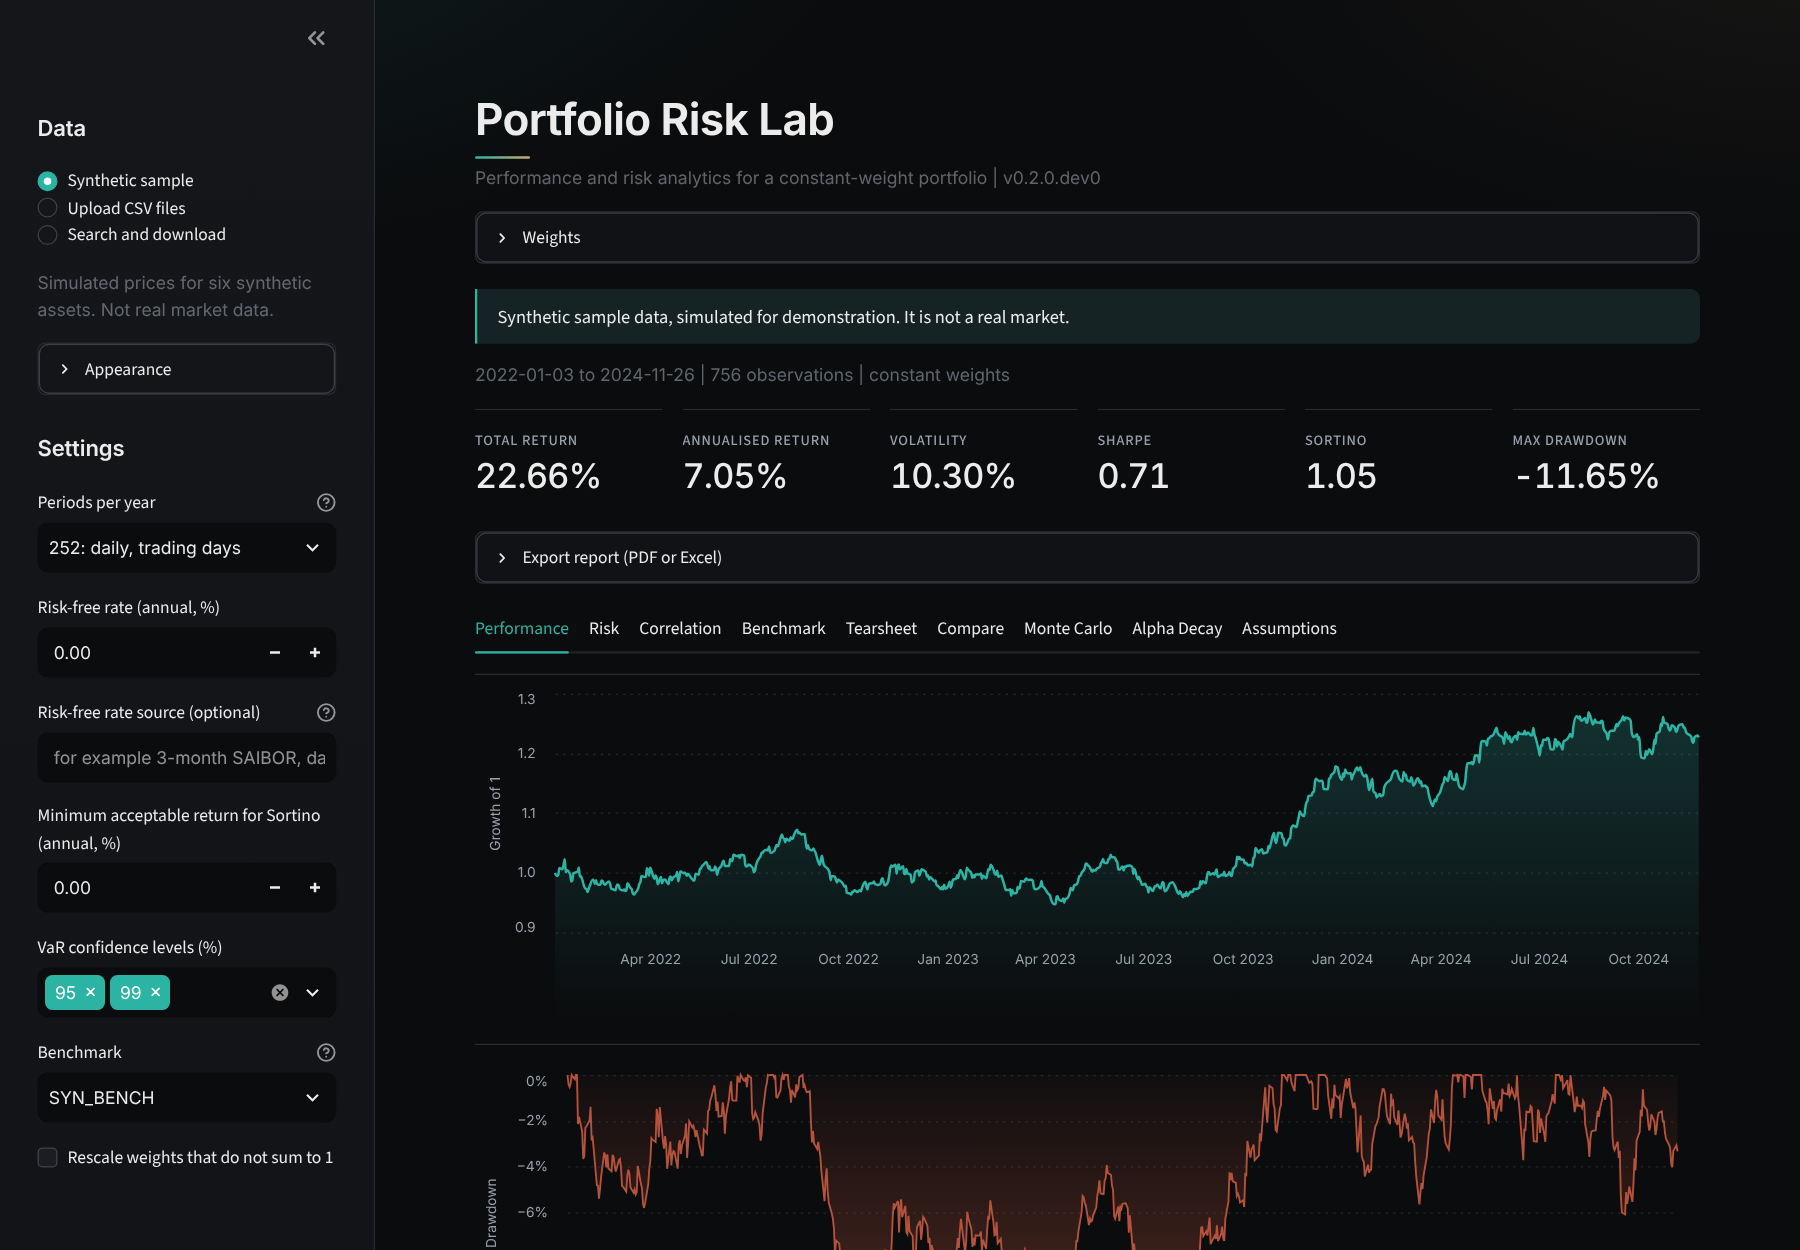 Data
Synthetic sample
Upload CSV files
Search and download
Simulated prices for six synthetic
assets. Not real market data.
Appearance
Settings
Periods per year
252: daily, trading days
Risk-free rate (annual, %)
0.00
Risk-free rate source (optional)
for example 3-month SAIBOR, da
Minimum acceptable return for Sortino
(annual, %)
0.00
VaR confidence levels (%)
95 99
Benchmark
SYN_BENCH
Rescale weights that do not sum to 1
Portfolio Risk Lab
Performance and risk analytics for a constant-weight portfolio | v0.2.0.dev0
Weights
Synthetic sample data, simulated for demonstration. It is not a real market.
2022-01-03 to 2024-11-26 | 756 observations | constant weights
TOTAL RETURN ANNUALISED RETURN VOLATILITY SHARPE SORTINO MAX DRAWDOWN
22.66% 7.05% 10.30% 0.71 1.05 -11.65%
Export report (PDF or Excel)
Performance Risk Correlation Benchmark Tearsheet Compare Monte Carlo Alpha Decay Assumptions
Growth of 1
1.3
1.2
1.1
1.0
0.9
Apr 2022 Jul 2022 Oct 2022 Jan 2023 Apr 2023 Jul 2023 Oct 2023 Jan 2024 Apr 2024 Jul 2024 Oct 2024
Drawdown
0%
−2%
−4%
−6%